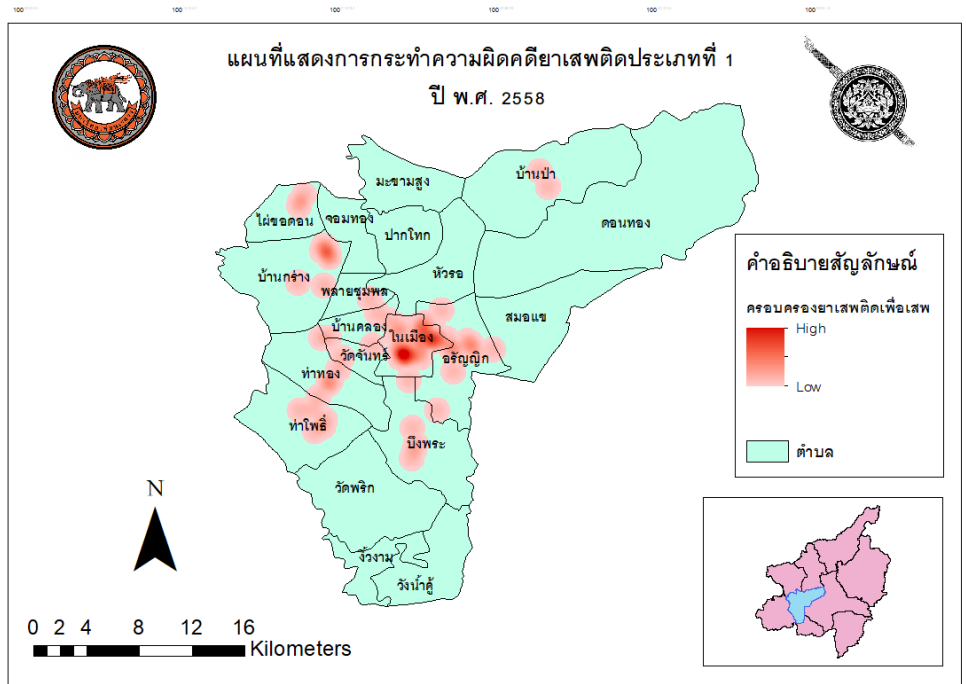 แผนที่แสดงการกระทำความผิดคดียาเสพติดประเภทที่ 1
ปี พ.ศ. 2558
บ้านป่า
มะขามสูง
ไผ่ขอดอน
จอมทอง
ปากโทก
ดอนทอง
บ้านกร่าง
หัวรอ
พลายชุมพล
บ้านคลอง
ในเมือง
สมอแข
วัดจันทร์
อรัญญิก
ท่าทอง
ท่าโพธิ์
บึงพระ
วัดพริก
งิ้วงาม
วังน้ำคู้
คำอธิบายสัญลักษณ์
ครอบครองยาเสพติดเพื่อเสพ
High
Low
ตำบล
N
0 2 4 8 12 16
Kilometers